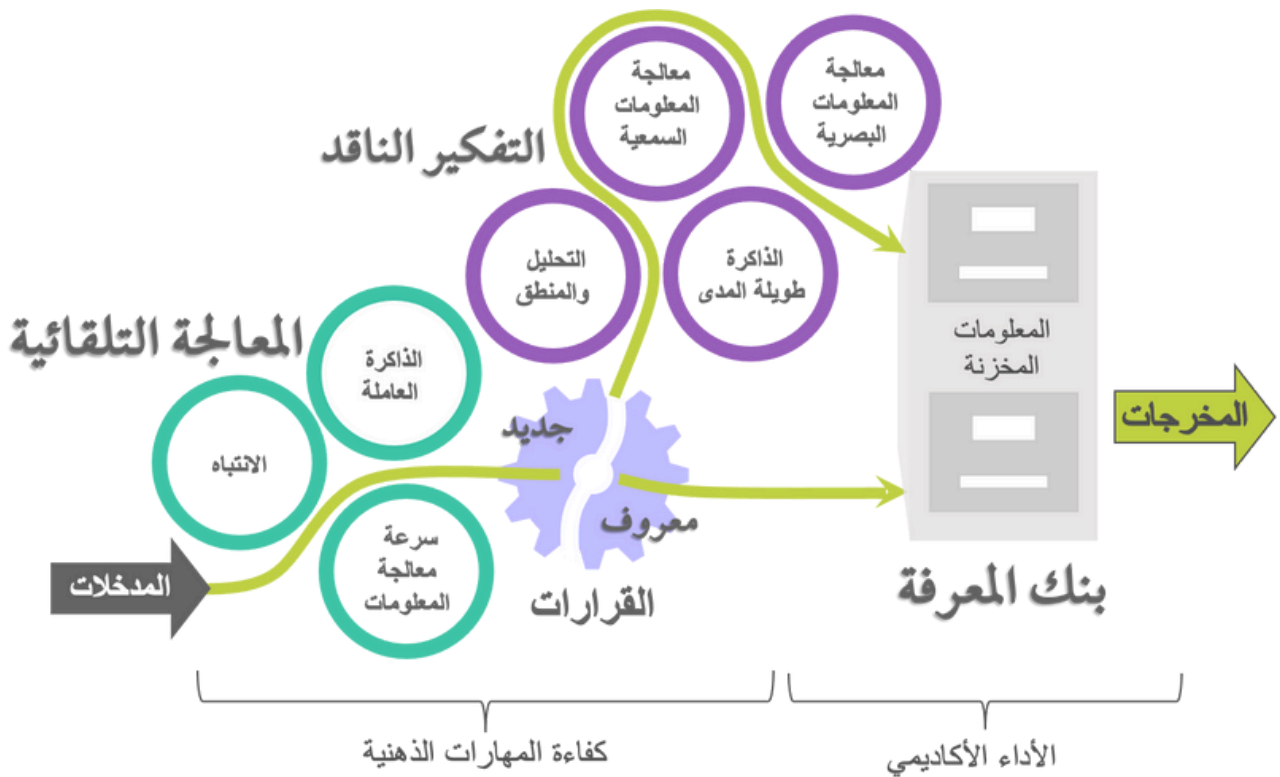 معالجة
المعلومات
السمعية
معالجة
المعلومات
البصرية
التفكير الناقد
التحليل
والمنطق
الذاكرة
طويلة المدى
المعالجة التلقائية
الذاكرة
العاملة
الانتباه
سرعة
معالجة
المعلومات
المدخلات
جديد
معروف
القرارات
المعلومات
المخزنة
بنك المعرفة
المخرجات
كفاءة المهارات الذهنية
الأداء الأكاديمي